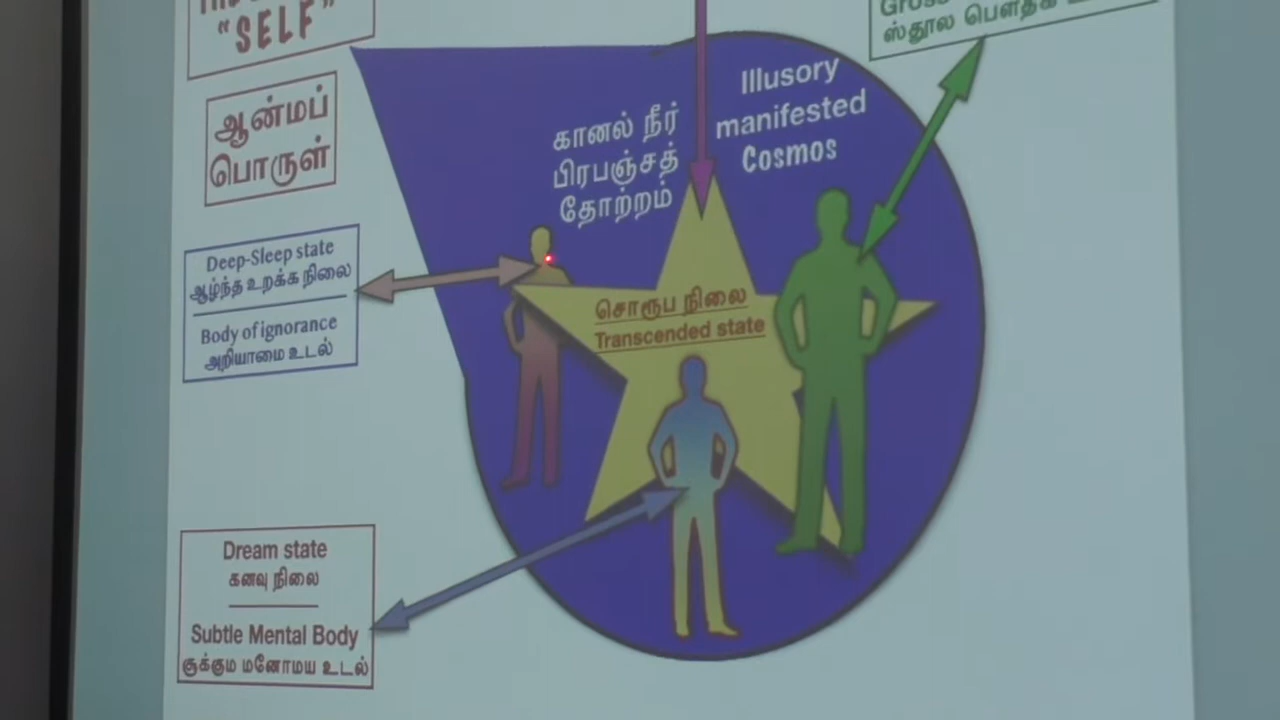 "SELF"
ஆன்மப்
பொருள்
Deep-Sleep state
ஆழ்ந்த உறக்க நிலை
Body of ignorance
அறியாமை உடல்
Dream state
கனவு நிலை
Subtle Mental Body
சூக்கும மனோமய உடல்
கானல் நீர்
பிரபஞ்சத்
தோற்றம்
Illusory
manifested
Cosmos
சொரூப நிலை
Transcended state
ஸ்தூல பௌதீக